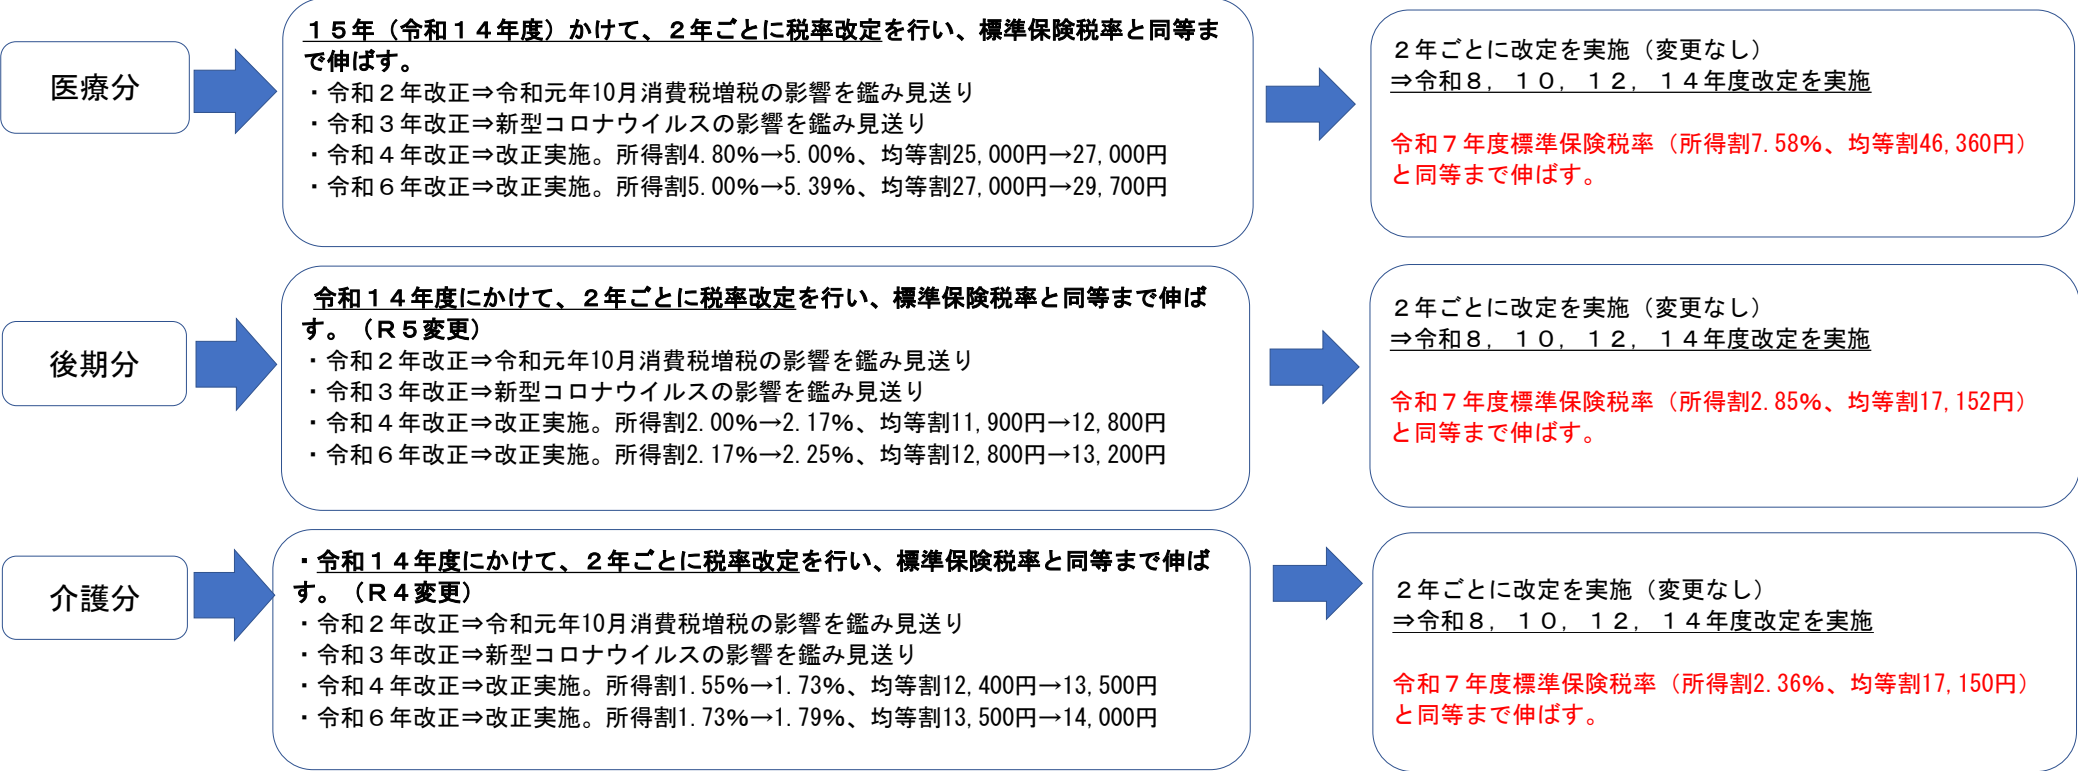 医療分
１５年（令和１４年度）かけて、２年ごとに税率改定を行い、標準保険税率と同等ま
で伸ばす。
・令和２年改正⇒令和元年10月消費税増税の影響を鑑み見送り
・令和３年改正⇒新型コロナウイルスの影響を鑑み見送り
・令和４年改正⇒改正実施。所得割4.80%→5.00%、均等割25,000円→27,000円
・令和６年改正⇒改正実施。所得割5.00%→5.39%、均等割27,000円→29,700円
２年ごとに改定を実施（変更なし）
⇒令和８，１０，１２，１４年度改定を実施
令和７年度標準保険税率（所得割7.58%、均等割46,360円）
と同等まで伸ばす。
後期分
令和１４年度にかけて、２年ごとに税率改定を行い、標準保険税率と同等まで伸ば
す。（Ｒ５変更）
・令和２年改正⇒令和元年10月消費税増税の影響を鑑み見送り
・令和３年改正⇒新型コロナウイルスの影響を鑑み見送り
・令和４年改正⇒改正実施。所得割2.00%→2.17%、均等割11,900円→12,800円
・令和６年改正⇒改正実施。所得割2.17%→2.25%、均等割12,800円→13,200円
２年ごとに改定を実施（変更なし）
⇒令和８，１０，１２，１４年度改定を実施
令和７年度標準保険税率（所得割2.85%、均等割17,152円）
と同等まで伸ばす。
介護分
・令和１４年度にかけて、２年ごとに税率改定を行い、標準保険税率と同等まで伸ば
す。（Ｒ４変更）
・令和２年改正⇒令和元年10月消費税増税の影響を鑑み見送り
・令和３年改正⇒新型コロナウイルスの影響を鑑み見送り
・令和４年改正⇒改正実施。所得割1.55%→1.73%、均等割12,400円→13,500円
・令和６年改正⇒改正実施。所得割1.73%→1.79%、均等割13,500円→14,000円
２年ごとに改定を実施（変更なし）
⇒令和８，１０，１２，１４年度改定を実施
令和７年度標準保険税率（所得割2.36%、均等割17,150円）
と同等まで伸ばす。